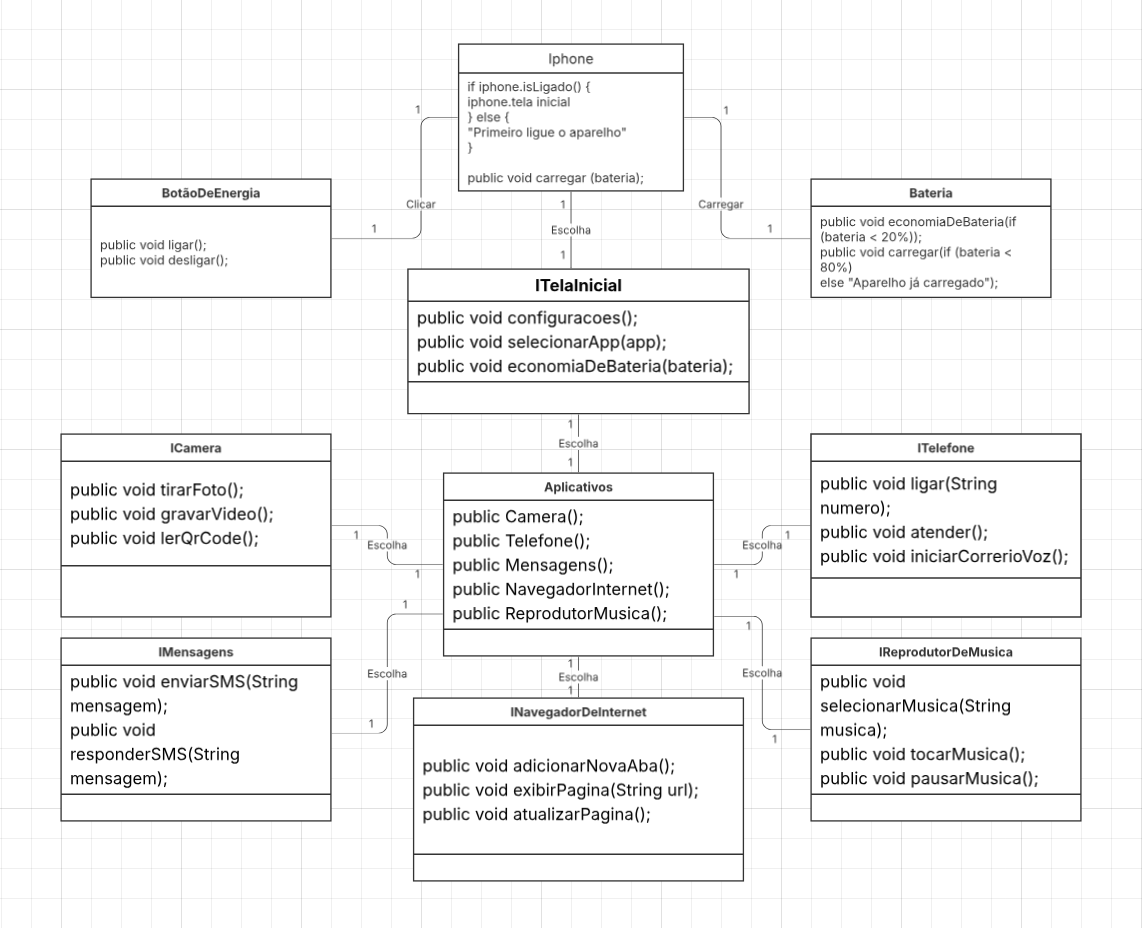 Iphone
if iphone.isLigado() {
iphone.tela inicial
} else {
"Primeiro ligue o aparelho"
}
public void carregar (bateria);
1
1
BotãoDeEnergia
public void ligar();
public void desligar();
Clicar
1
1
Escolha
1
Carregar
1
Bateria
public void economiaDeBateria(if
(bateria < 20%));
public void carregar(if (bateria <
80%)
else "Aparelho já carregado");
ITelaInicial
public void configuracoes();
public void selecionarApp(app);
public void economiaDeBateria(bateria);
1
Escolha
1
ICamera
public void tirarFoto();
public void gravarVideo();
public void lerQrCode();
1
Escolha
1
Aplicativos
public Camera();
public Telefone();
public Mensagens();
public NavegadorInternet();
public ReprodutorMusica();
1
Escolha
1
ITelefone
public void ligar(String
numero);
public void atender();
public void iniciarCorrerioVoz();
1
Escolha
1
IMensagens
public void enviarSMS(String
mensagem);
public void
responderSMS(String
mensagem);
1
Escolha
1
INavegadorDeInternet
public void adicionarNovaAba();
public void exibirPagina(String url);
public void atualizarPagina();
1
Escolha
1
IReprodutorDeMusica
public void
selecionarMusica(String
musica);
public void tocarMusica();
public void pausarMusica();